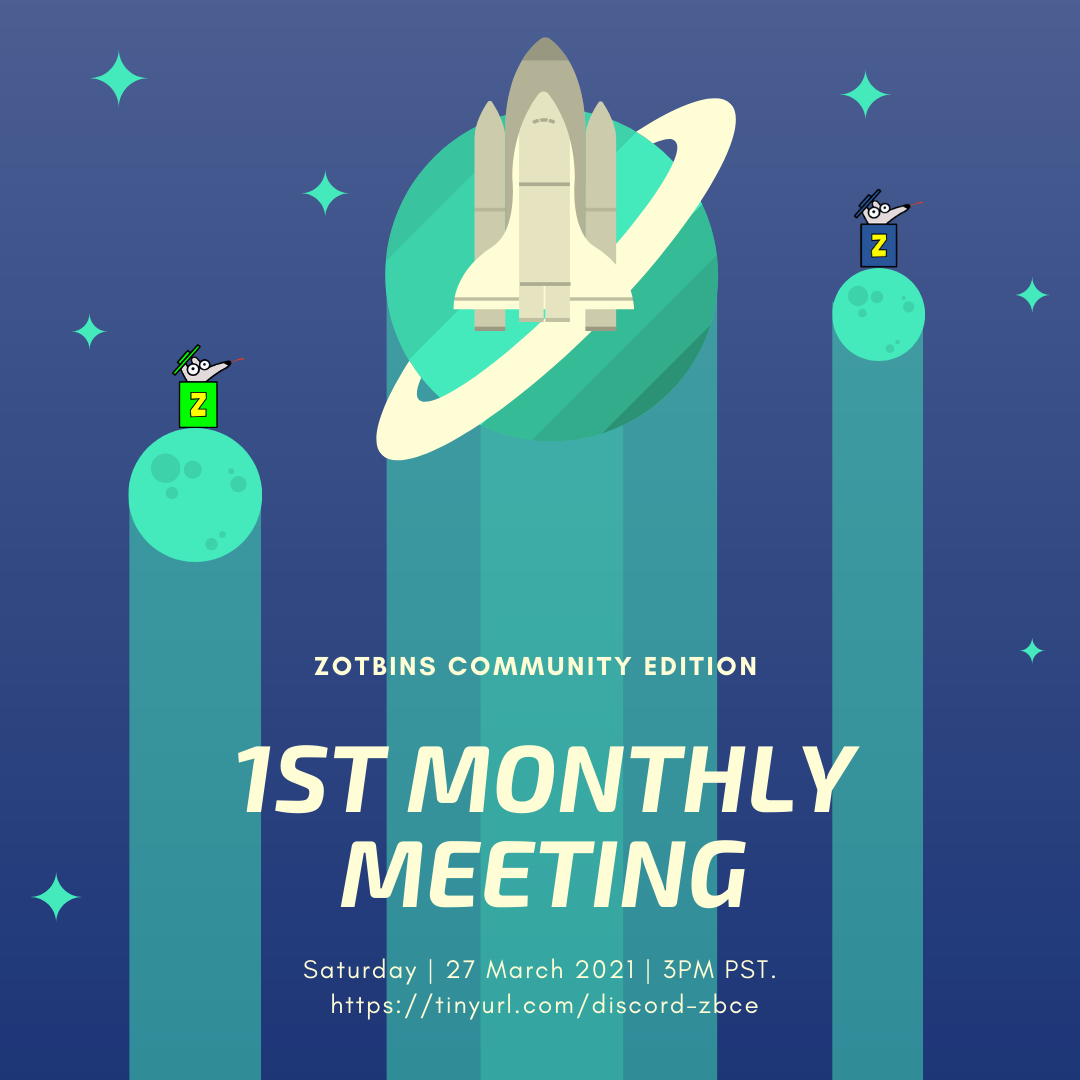 Z
Z
ZOTBINS COMMUNITY EDITION
1ST MONTHLY
MEETING
Saturday | 27 March 2021 | 3PM PST.
https://tinyurl.com/discord-zbce